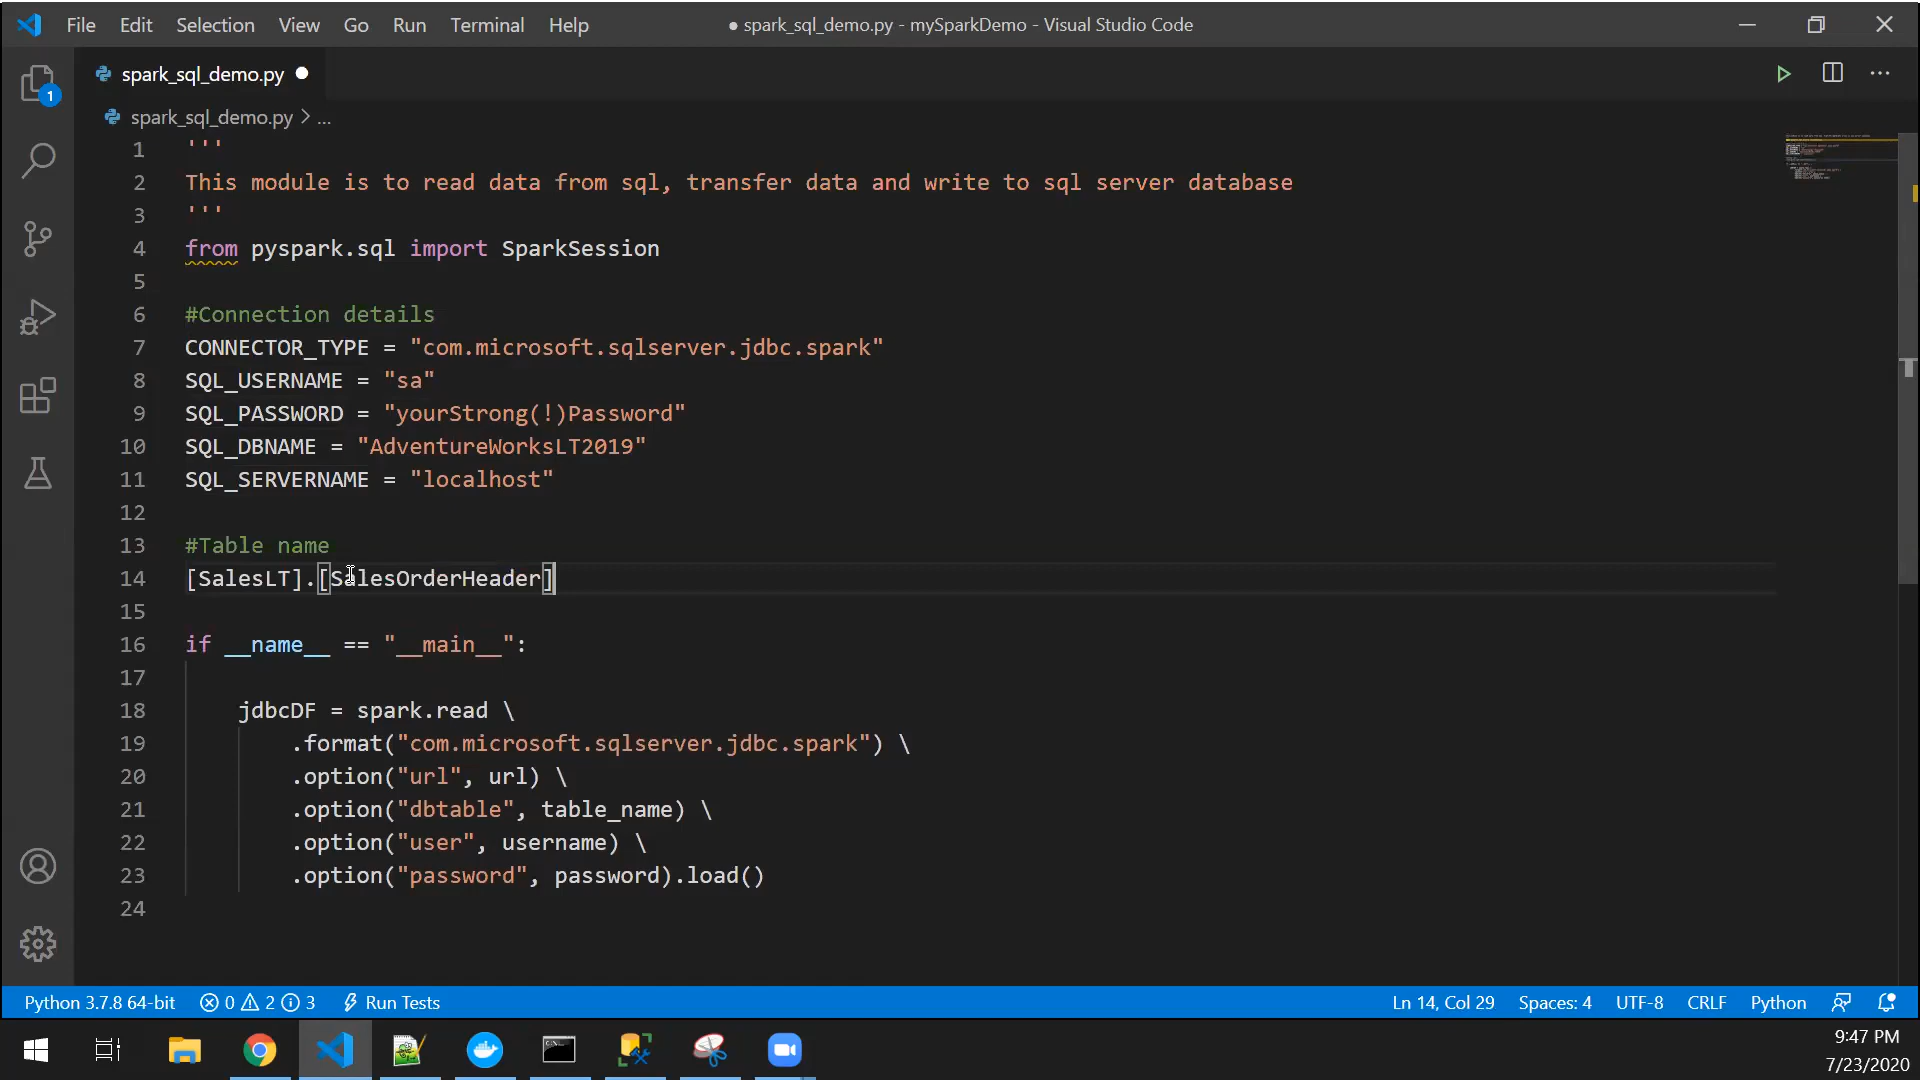 File Edit Selection View Go Run Terminal Help ● spark_sql_demo.py - mySparkDemo - Visual Studio Code
spark_sql_demo.py ●
1
spark_sql_demo.py > ...
1 '''
2 This module is to read data from sql, transfer data and write to sql server database
3 '''
4 from pyspark.sql import SparkSession
5
6 #Connection details
7 CONNECTOR_TYPE = "com.microsoft.sqlserver.jdbc.spark"
8 SQL_USERNAME = "sa"
9 SQL_PASSWORD = "yourStrong(!)Password"
10 SQL_DBNAME = "AdventureWorksLT2019"
11 SQL_SERVERNAME = "localhost"
12
13 #Table name
14 [SalesLT].[SalesOrderHeader]
15
16 if __name__ == "__main__":
17
18 jdbcDF = spark.read \
19 .format("com.microsoft.sqlserver.jdbc.spark") \
20 .option("url", url) \
21 .option("dbtable", table_name) \
22 .option("user", username) \
23 .option("password", password).load()
24
Python 3.7.8 64-bit 0 2 3 Run Tests Ln 14, Col 29 Spaces: 4 UTF-8 CRLF Python
9:47 PM
7/23/2020